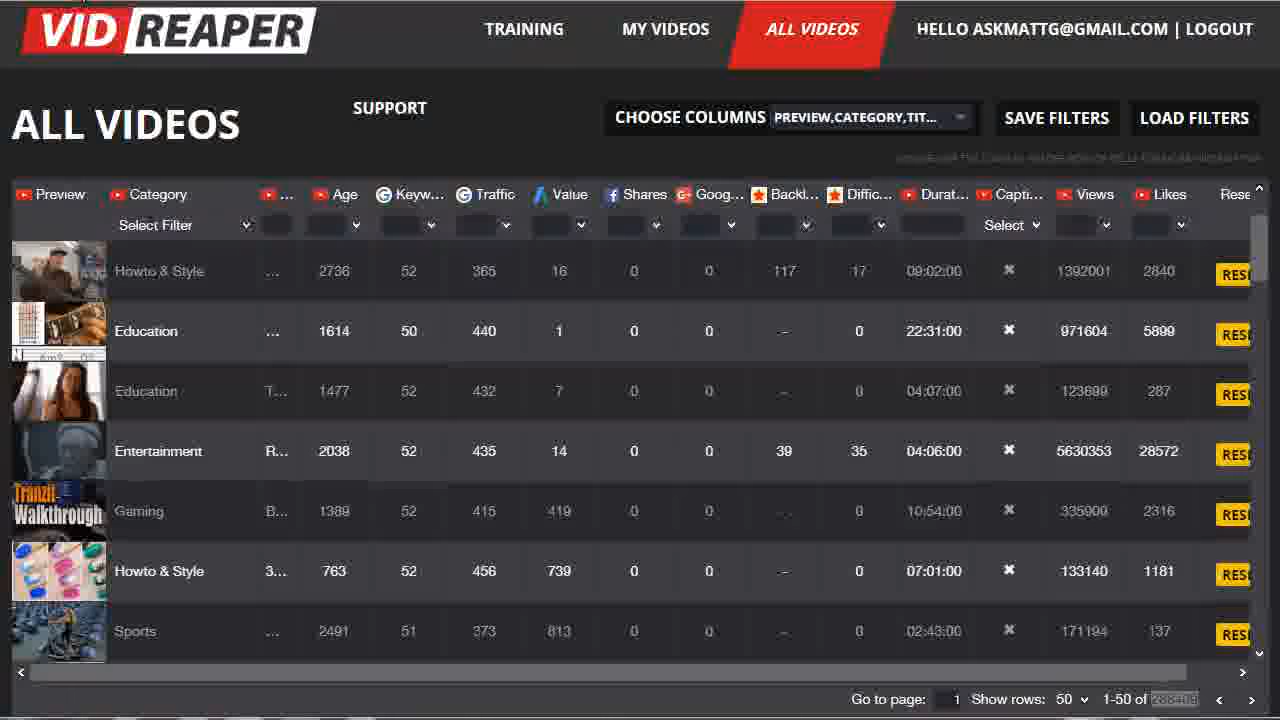 VID REAPER TRAINING MY VIDEOS ALL VIDEOS HELLO ASKMATTG@GMAIL.COM | LOGOUT
ALL VIDEOS SUPPORT CHOOSE COLUMNS PREVIEW,CATEGORY,TIT... SAVE FILTERS LOAD FILTERS
Preview Category ... Age Keyw... Traffic Value Shares Goog... Backl... Diffic... Durat... Capti... Views Likes Rese
Select Filter Select
Howto & Style ... 2736 52 365 16 0 0 117 17 09:02:00 ✖ 1392001 2840 RES
Education ... 1614 50 440 1 0 0 – 0 22:31:00 ✖ 971604 5898 RES
Education T... 1477 52 432 7 0 0 – 0 04:07:00 ✖ 123699 287 RES
Entertainment R... 2038 52 435 14 0 0 39 35 04:06:00 ✖ 5630353 28572 RES
Tranzit Walkthrough Gaming B... 1389 52 415 419 0 0 – 0 10:54:00 ✖ 335909 2316 RES
Howto & Style 3... 763 52 456 739 0 0 – 0 07:01:00 ✖ 133140 1181 RES
Sports ... 2491 51 373 813 0 0 – 0 02:43:00 ✖ 171194 137 RES
Go to page: 1 Show rows: 50 1-50 of